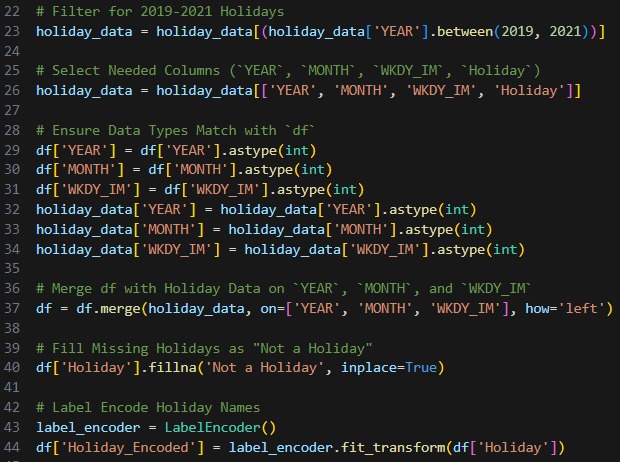 22 # Filter for 2019-2021 Holidays
23 holiday_data = holiday_data[(holiday_data['YEAR'].between(2019, 2021))]
24
25 # Select Needed Columns (`YEAR`, `MONTH`, `WKDY_IM`, `Holiday`)
26 holiday_data = holiday_data[['YEAR', 'MONTH', 'WKDY_IM', 'Holiday']]
27
28 # Ensure Data Types Match with `df`
29 df['YEAR'] = df['YEAR'].astype(int)
30 df['MONTH'] = df['MONTH'].astype(int)
31 df['WKDY_IM'] = df['WKDY_IM'].astype(int)
32 holiday_data['YEAR'] = holiday_data['YEAR'].astype(int)
33 holiday_data['MONTH'] = holiday_data['MONTH'].astype(int)
34 holiday_data['WKDY_IM'] = holiday_data['WKDY_IM'].astype(int)
35
36 # Merge df with Holiday Data on `YEAR`, `MONTH`, and `WKDY_IM`
37 df = df.merge(holiday_data, on=['YEAR', 'MONTH', 'WKDY_IM'], how='left')
38
39 # Fill Missing Holidays as "Not a Holiday"
40 df['Holiday'].fillna('Not a Holiday', inplace=True)
41
42 # Label Encode Holiday Names
43 label_encoder = LabelEncoder()
44 df['Holiday_Encoded'] = label_encoder.fit_transform(df['Holiday'])